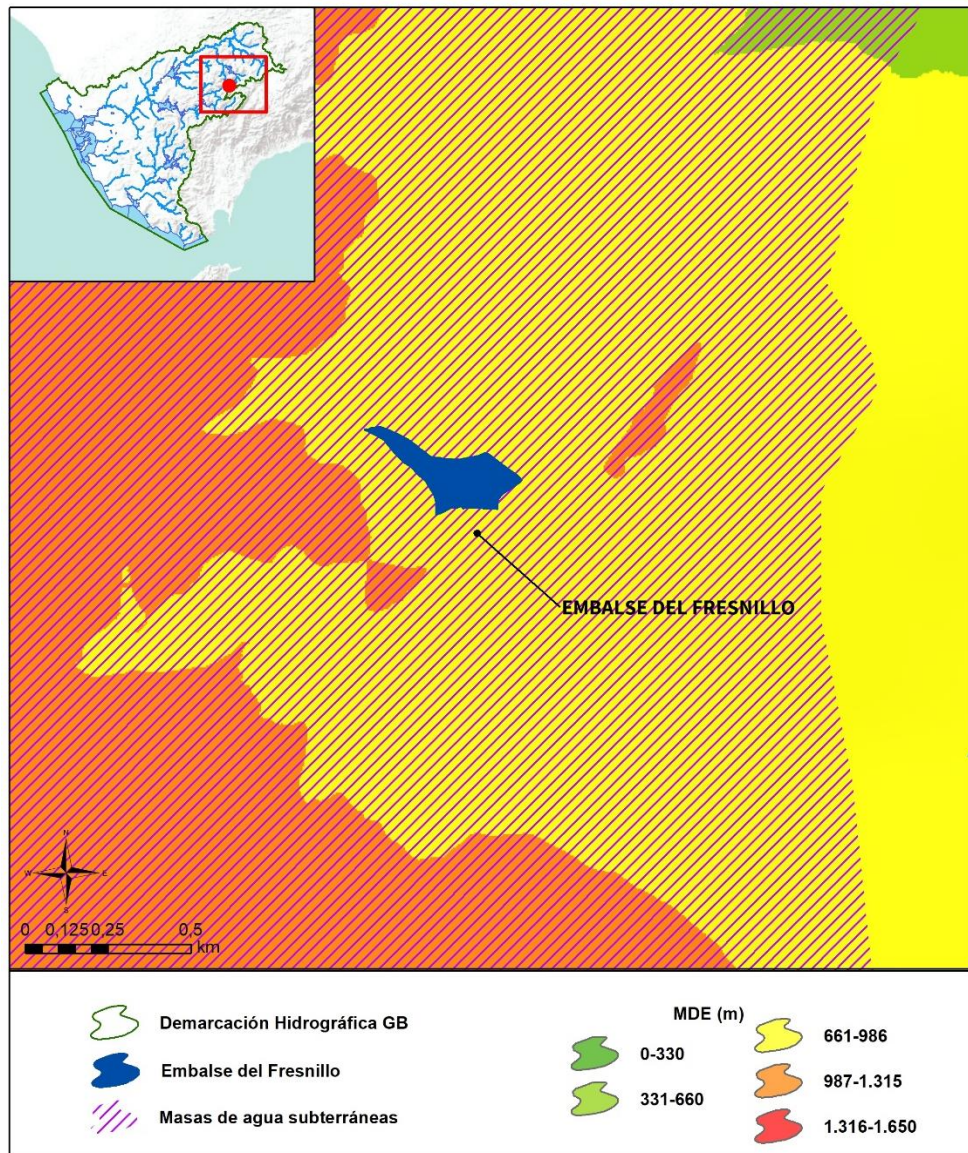 EMBALSE DEL FRESNILLO
N
W
E
S
0 0,125 0,25 0,5
km
Demarcación Hidrográfica GB
Embalse del Fresnillo
Masas de agua subterráneas
MDE (m)
0-330
331-660
661-986
987-1.315
1.316-1.650